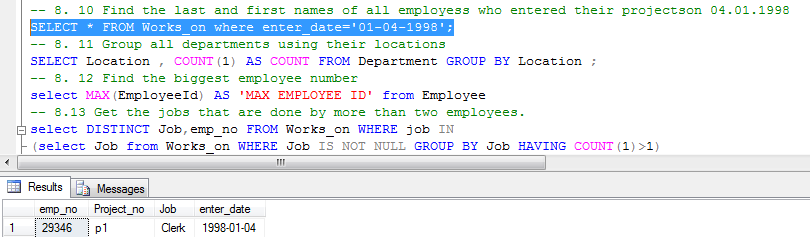 -- 8. 10 Find the last and first names of all employess who entered their projectson 04.01.1998
SELECT * FROM Works_on where enter_date='01-04-1998';
-- 8. 11 Group all departments using their locations
SELECT Location , COUNT(1) AS COUNT FROM Department GROUP BY Location ;
-- 8. 12 Find the biggest employee number
select MAX(EmployeeId) AS 'MAX EMPLOYEE ID' from Employee
-- 8.13 Get the jobs that are done by more than two employees.
select DISTINCT Job,emp_no FROM Works_on WHERE job IN
(select Job from Works_on WHERE Job IS NOT NULL GROUP BY Job HAVING COUNT(1)>1)
Results Messages
emp_no Project_no Job enter_date
1 29346 p1 Clerk 1998-01-04